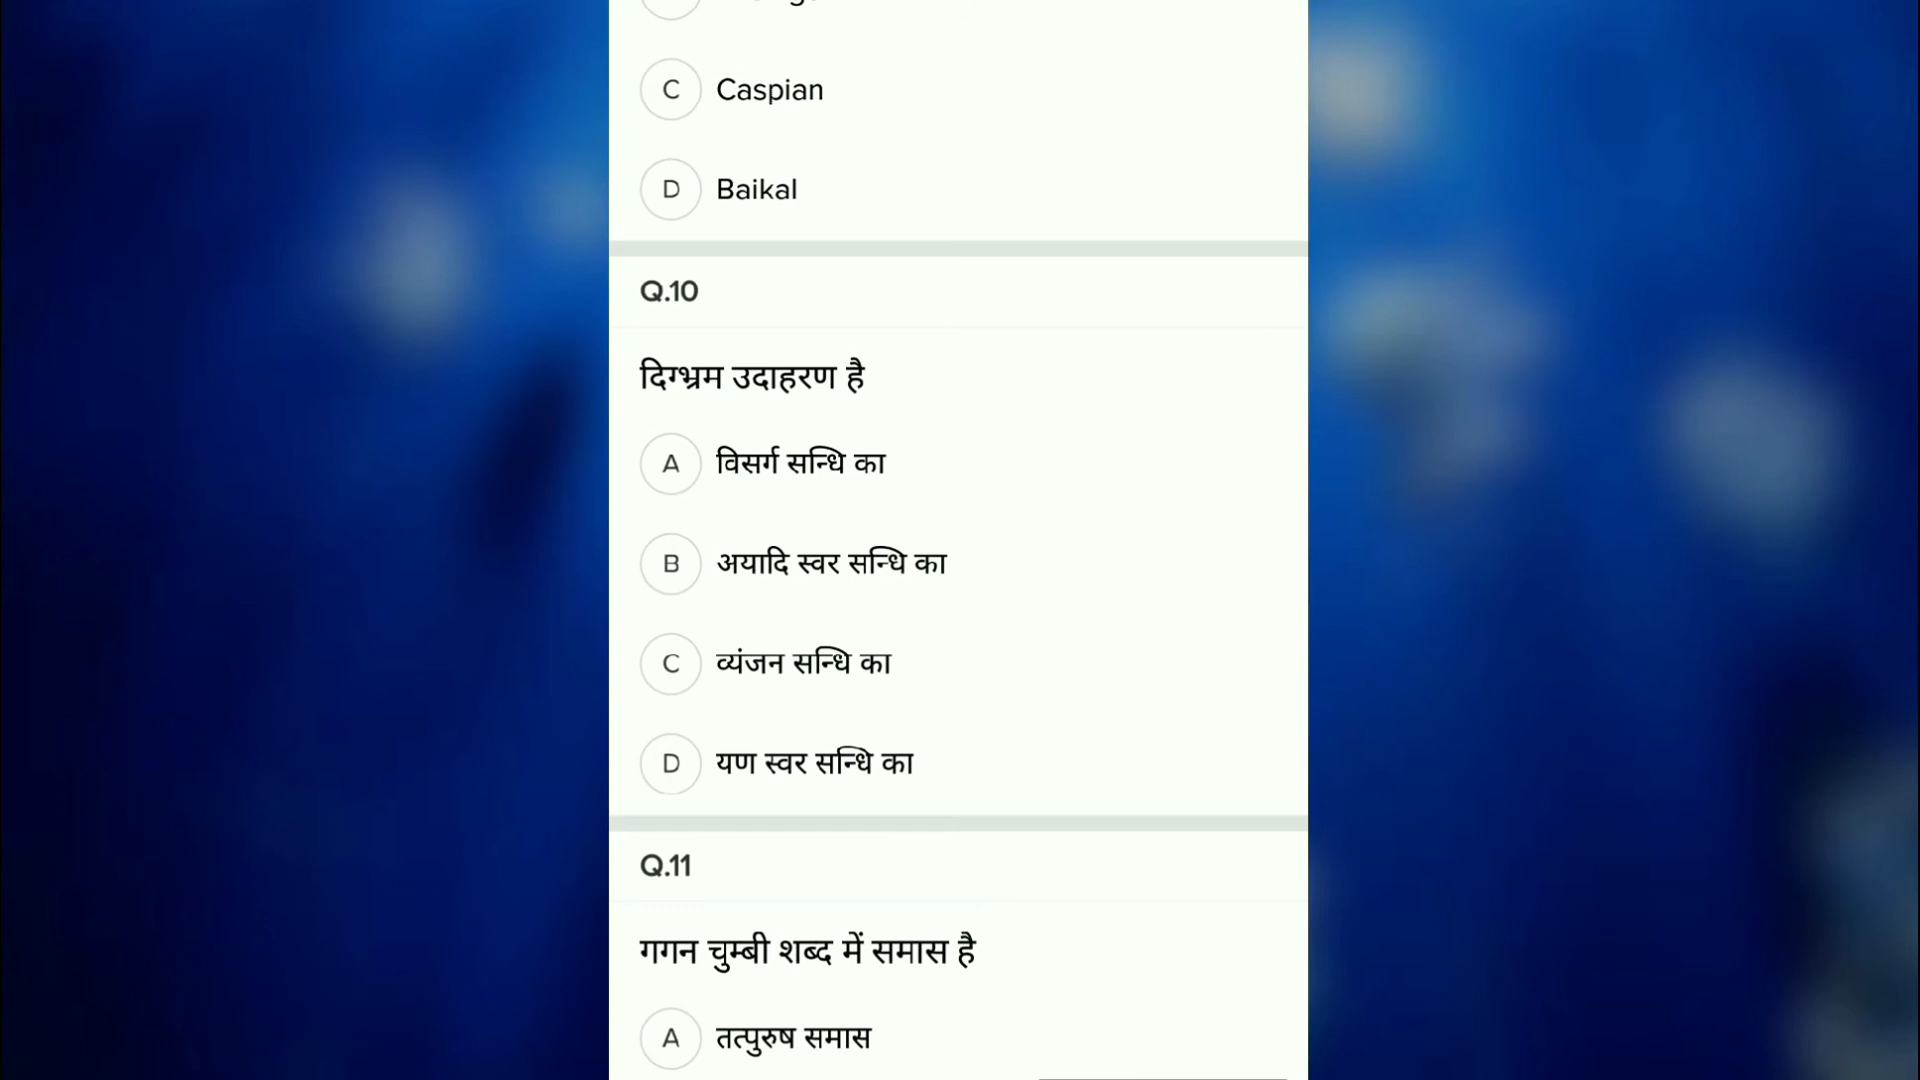 C Caspian
D Baikal
Q.10
दिग्भ्रम उदाहरण है
A विसर्ग सन्धि का
B अयादि स्वर सन्धि का
C व्यंजन सन्धि का
D यण स्वर सन्धि का
Q.11
गगन चुम्बी शब्द में समास है
A तत्पुरुष समास